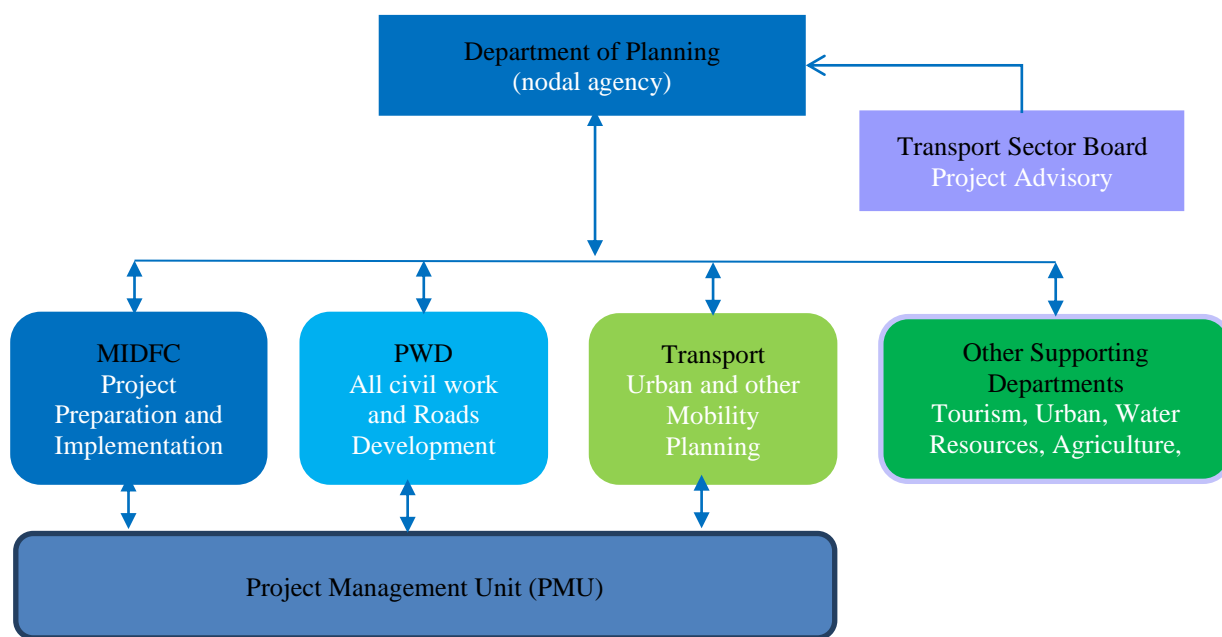 Department of Planning
(nodal agency)
Transport Sector Board
Project Advisory
MIDFC
Project
Preparation and
Implementation
PWD
All civil work
and Roads
Development
Transport
Urban and other
Mobility
Planning
Other Supporting
Departments
Tourism, Urban, Water
Resources, Agriculture,
Project Management Unit (PMU)